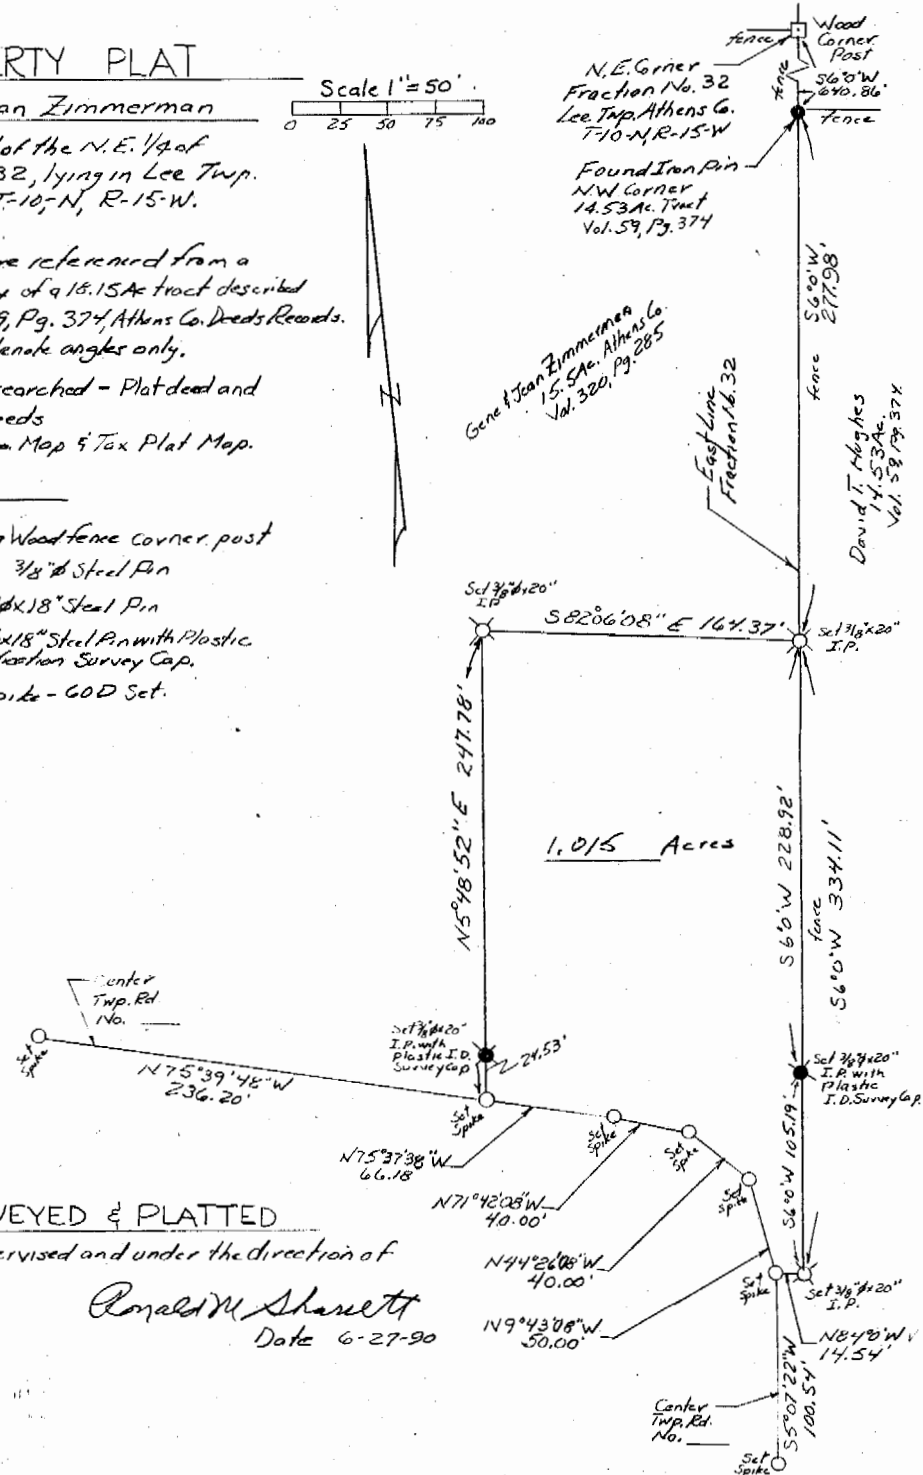 ERTY PLAT
an Zimmerman
of the N.E. 1/4 of
32, lying in Lee Twp.
T-10-N, R-15-W.
re referenced from a
of a 18.15 Ac tract described
9, Pg. 374, Athens Co. Deeds Records.
denote angles only.
searched - Plat deed and
eeds
Map & Tax Plat Map.
Wood fence corner post
3/8"ø Steel Pin
øx18" Steel Pin
x18" Steel Pin with Plastic
fication Survey Cap.
Spike - 60D Set.
Scale 1"=50'
0 25 50 75 100
N
Wood
Corner
Post
fence
N.E. Corner
Fraction No. 32
Lee Twp. Athens Co.
T-10-N, R-15-W
fence
S6°0'W
640.86'
fence
Found Iron Pin
NW Corner
14.53 Ac. Tract
Vol. 59, Pg. 374
S6°0'W
277.98'
fence
Gene & Jean Zimmerman
15.5 Ac. Athens Co.
Vol. 320, Pg. 285
East Line
Fraction No. 32
David T. Hughes
14.53 Ac.
Vol. 59, Pg. 374
Set 3/8"øx20"
I.P.
S82°6'08"E 164.37'
Set 3/8"x20"
I.P.
N5°48'52"E 247.78'
1.015 Acres
S6°0'W 228.92'
fence
S6°0'W 334.11'
Center
Twp. Rd.
No.
Set
Spike
N75°39'48"W
236.20'
Set 3/8"øx20"
I.P. with
Plastic I.D.
Survey Cap
24.53'
Set
Spike
Set
Spike
Set
Spike
Set
Spike
Set 3/8"øx20"
I.P. with
Plastic
I.D. Survey Cap
S6°0'W 105.19'
N75°37'38"W
66.18
N71°42'08"W
40.00'
N44°26'08"W
40.00'
N9°43'08"W
50.00'
Set
Spike
Set 3/8"øx20"
I.P.
N84°0'W
14.54'
S5°07'22"W
100.54'
Center
Twp. Rd.
No.
Set
Spike
VEYED & PLATTED
ervised and under the direction of
Ronald M
Date 6-27-90